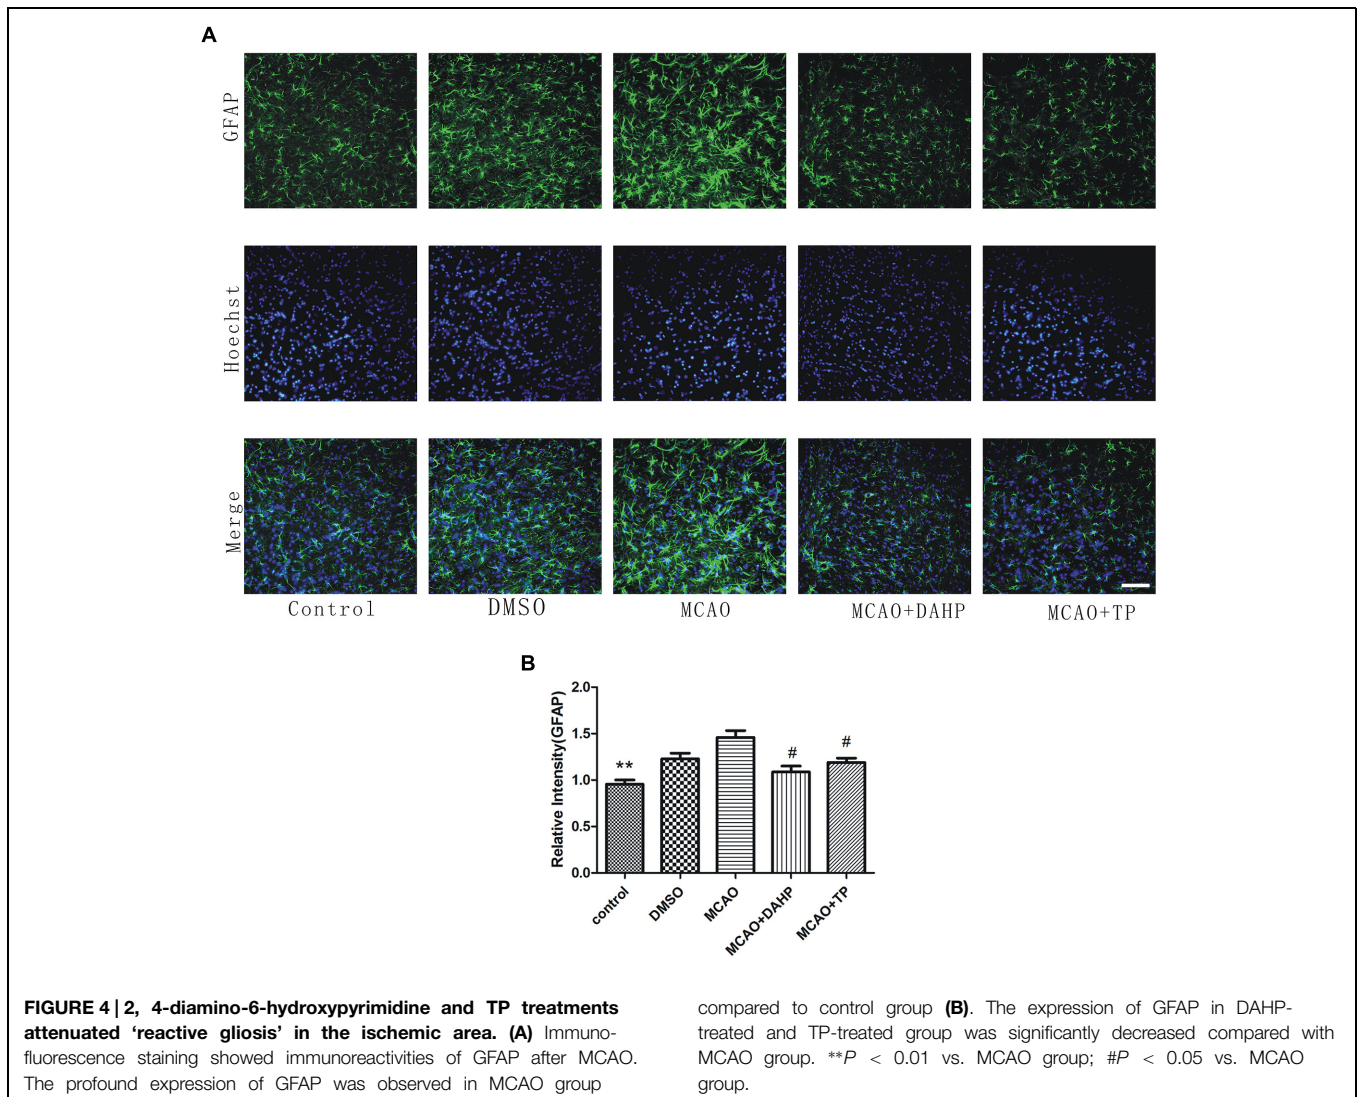 A
GFAP
Hoechst
Merge
Control DMSO MCAO MCAO+DAHP MCAO+TP
B
Relative Intensity(GFAP)
2.0
1.5
1.0
0.5
0.0
** # #
control DMSO MCAO MCAO+DAHP MCAO+TP
FIGURE 4 | 2, 4-diamino-6-hydroxypyrimidine and TP treatments
attenuated ‘reactive gliosis’ in the ischemic area. (A) Immuno-
fluorescence staining showed immunoreactivities of GFAP after MCAO.
The profound expression of GFAP was observed in MCAO group
compared to control group (B). The expression of GFAP in DAHP-
treated and TP-treated group was significantly decreased compared with
MCAO group. **P < 0.01 vs. MCAO group; #P < 0.05 vs. MCAO
group.